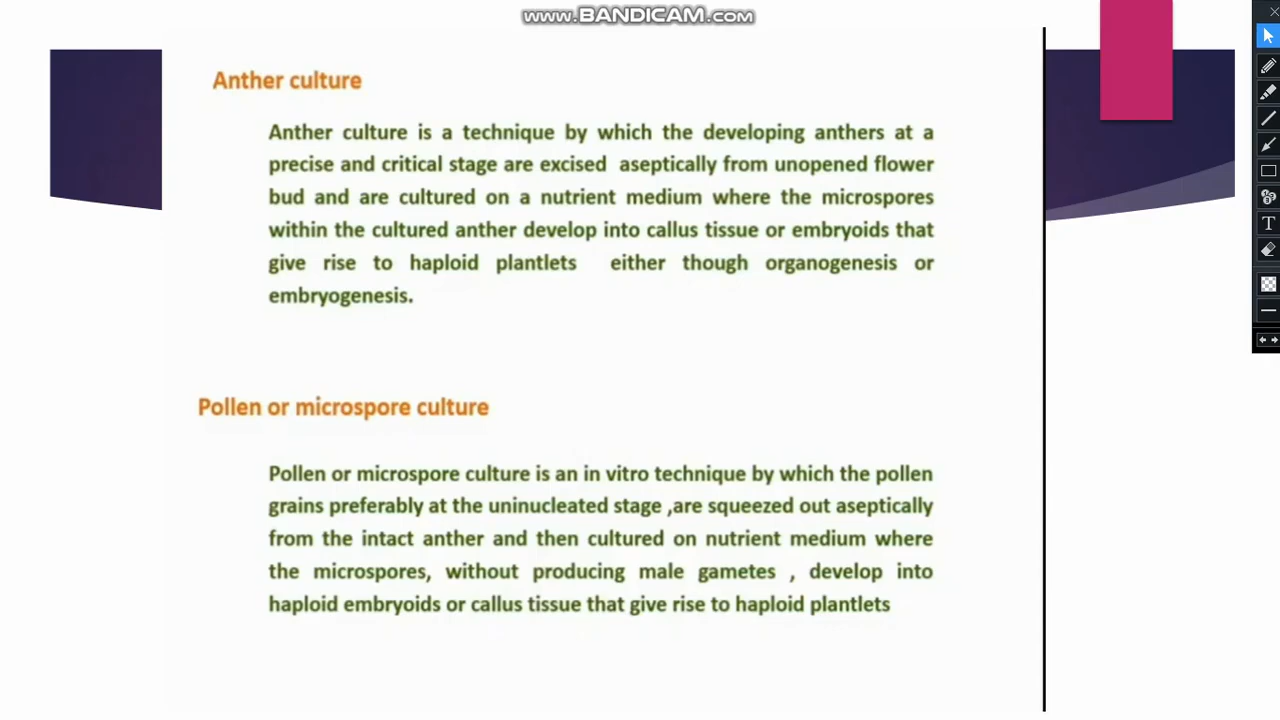 www.BANDICAM.com
Anther culture
Anther culture is a technique by which the developing anthers at a
precise and critical stage are excised aseptically from unopened flower
bud and are cultured on a nutrient medium where the microspores
within the cultured anther develop into callus tissue or embryoids that
give rise to haploid plantlets either though organogenesis or
embryogenesis.
Pollen or microspore culture
Pollen or microspore culture is an in vitro technique by which the pollen
grains preferably at the uninucleated stage ,are squeezed out aseptically
from the intact anther and then cultured on nutrient medium where
the microspores, without producing male gametes , develop into
haploid embryoids or callus tissue that give rise to haploid plantlets